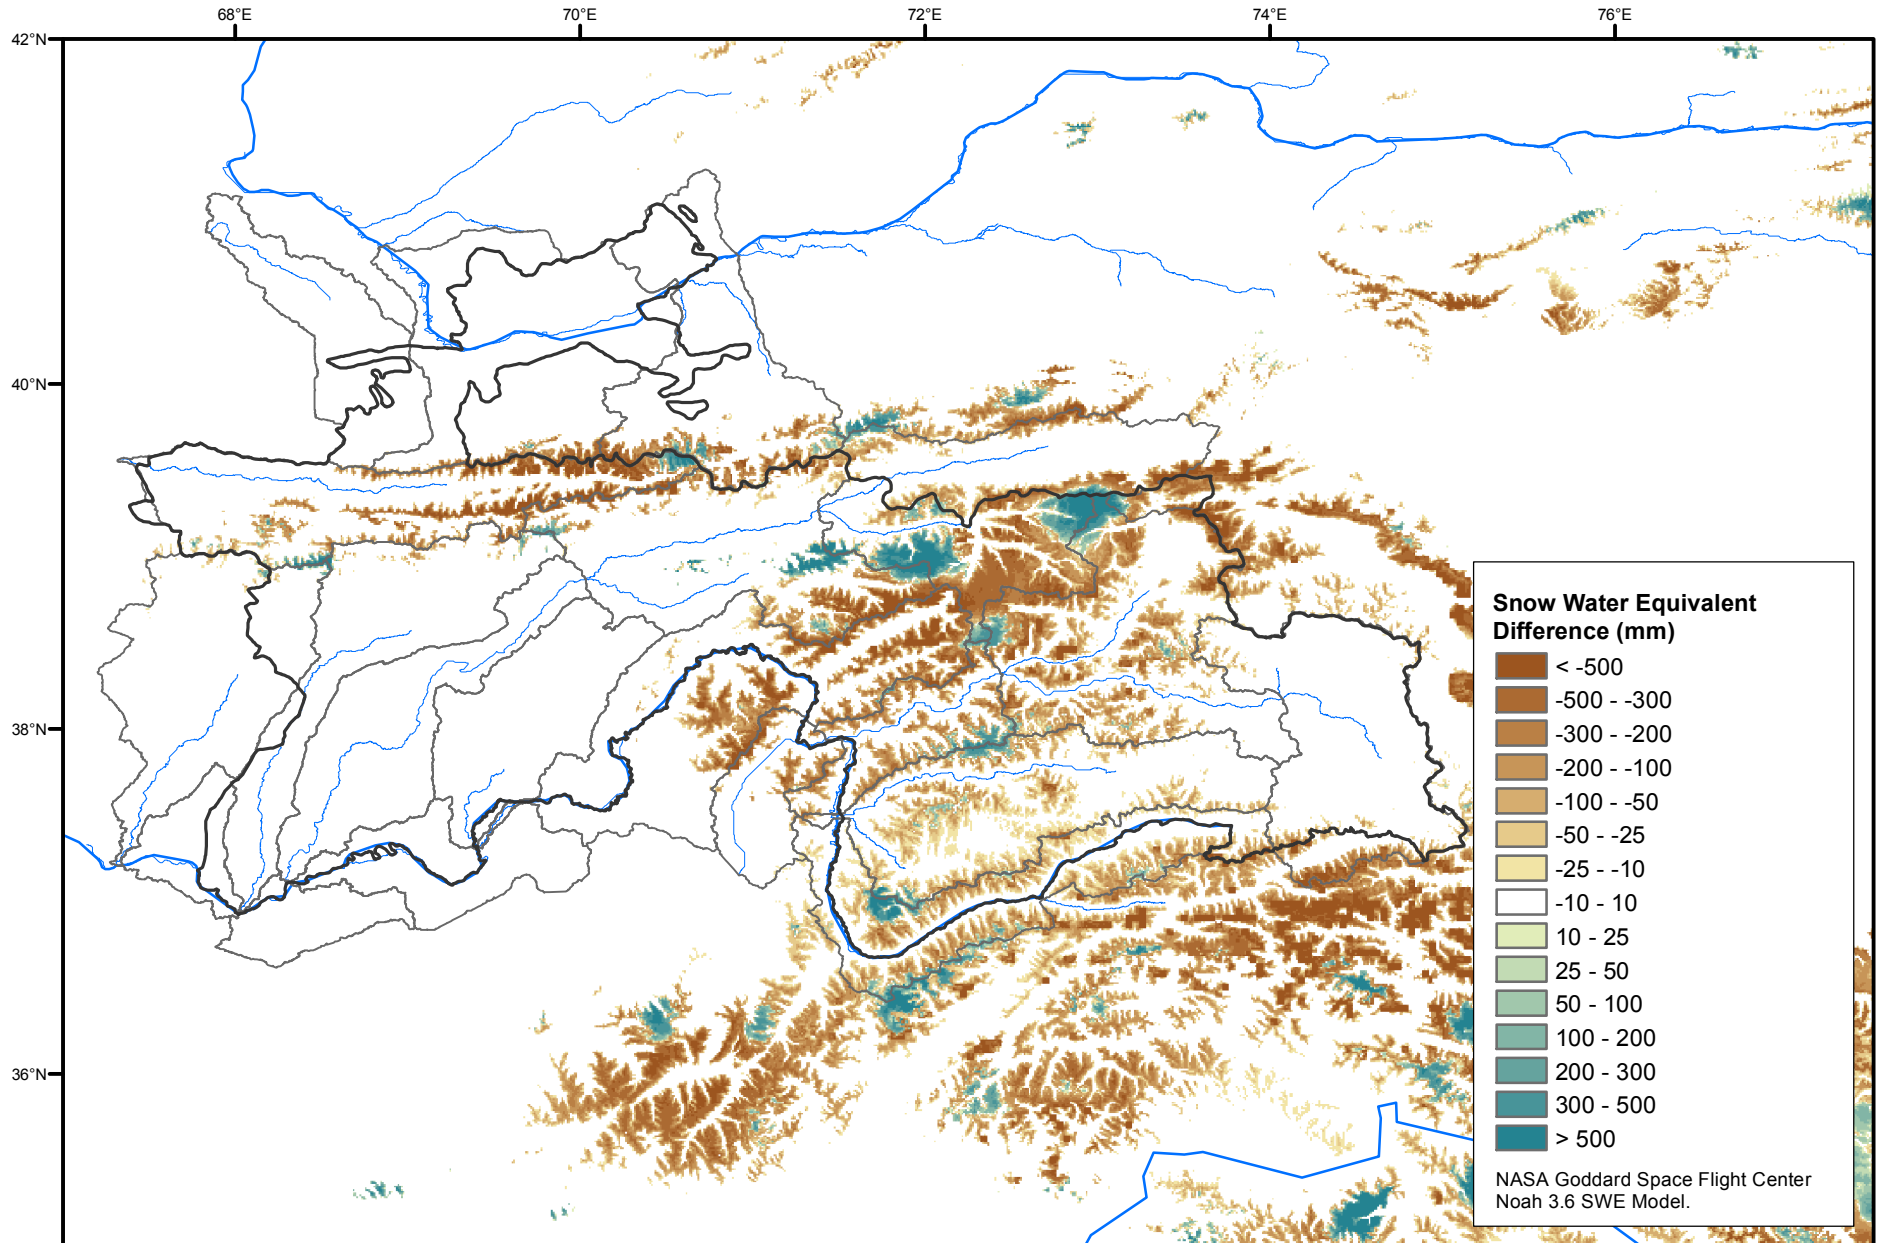 68°E 70°E 72°E 74°E 76°E
42°N
40°N
38°N
36°N
Snow Water Equivalent
Difference (mm)
< -500
-500 - -300
-300 - -200
-200 - -100
-100 - -50
-50 - -25
-25 - -10
-10 - 10
10 - 25
25 - 50
50 - 100
100 - 200
200 - 300
300 - 500
> 500
NASA Goddard Space Flight Center
Noah 3.6 SWE Model.